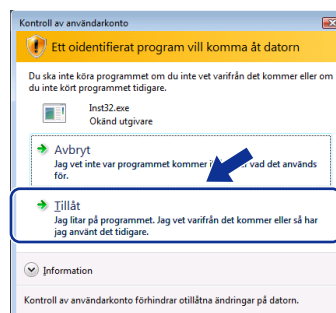 Kontroll av användarkonto
Ett oidentifierat program vill komma åt datorn
Du ska inte köra programmet om du inte vet varifrån det kommer eller om
du inte kört programmet tidigare.
Inst32.exe
Okänd utgivare
Avbryt
Jag vet inte var programmet kommer vad det används
för.
Tillåt
Jag litar på programmet. Jag vet varifrån det kommer eller så har
jag använt det tidigare.
Information
Kontroll av användarkonto förhindrar otillåtna ändringar på datorn.